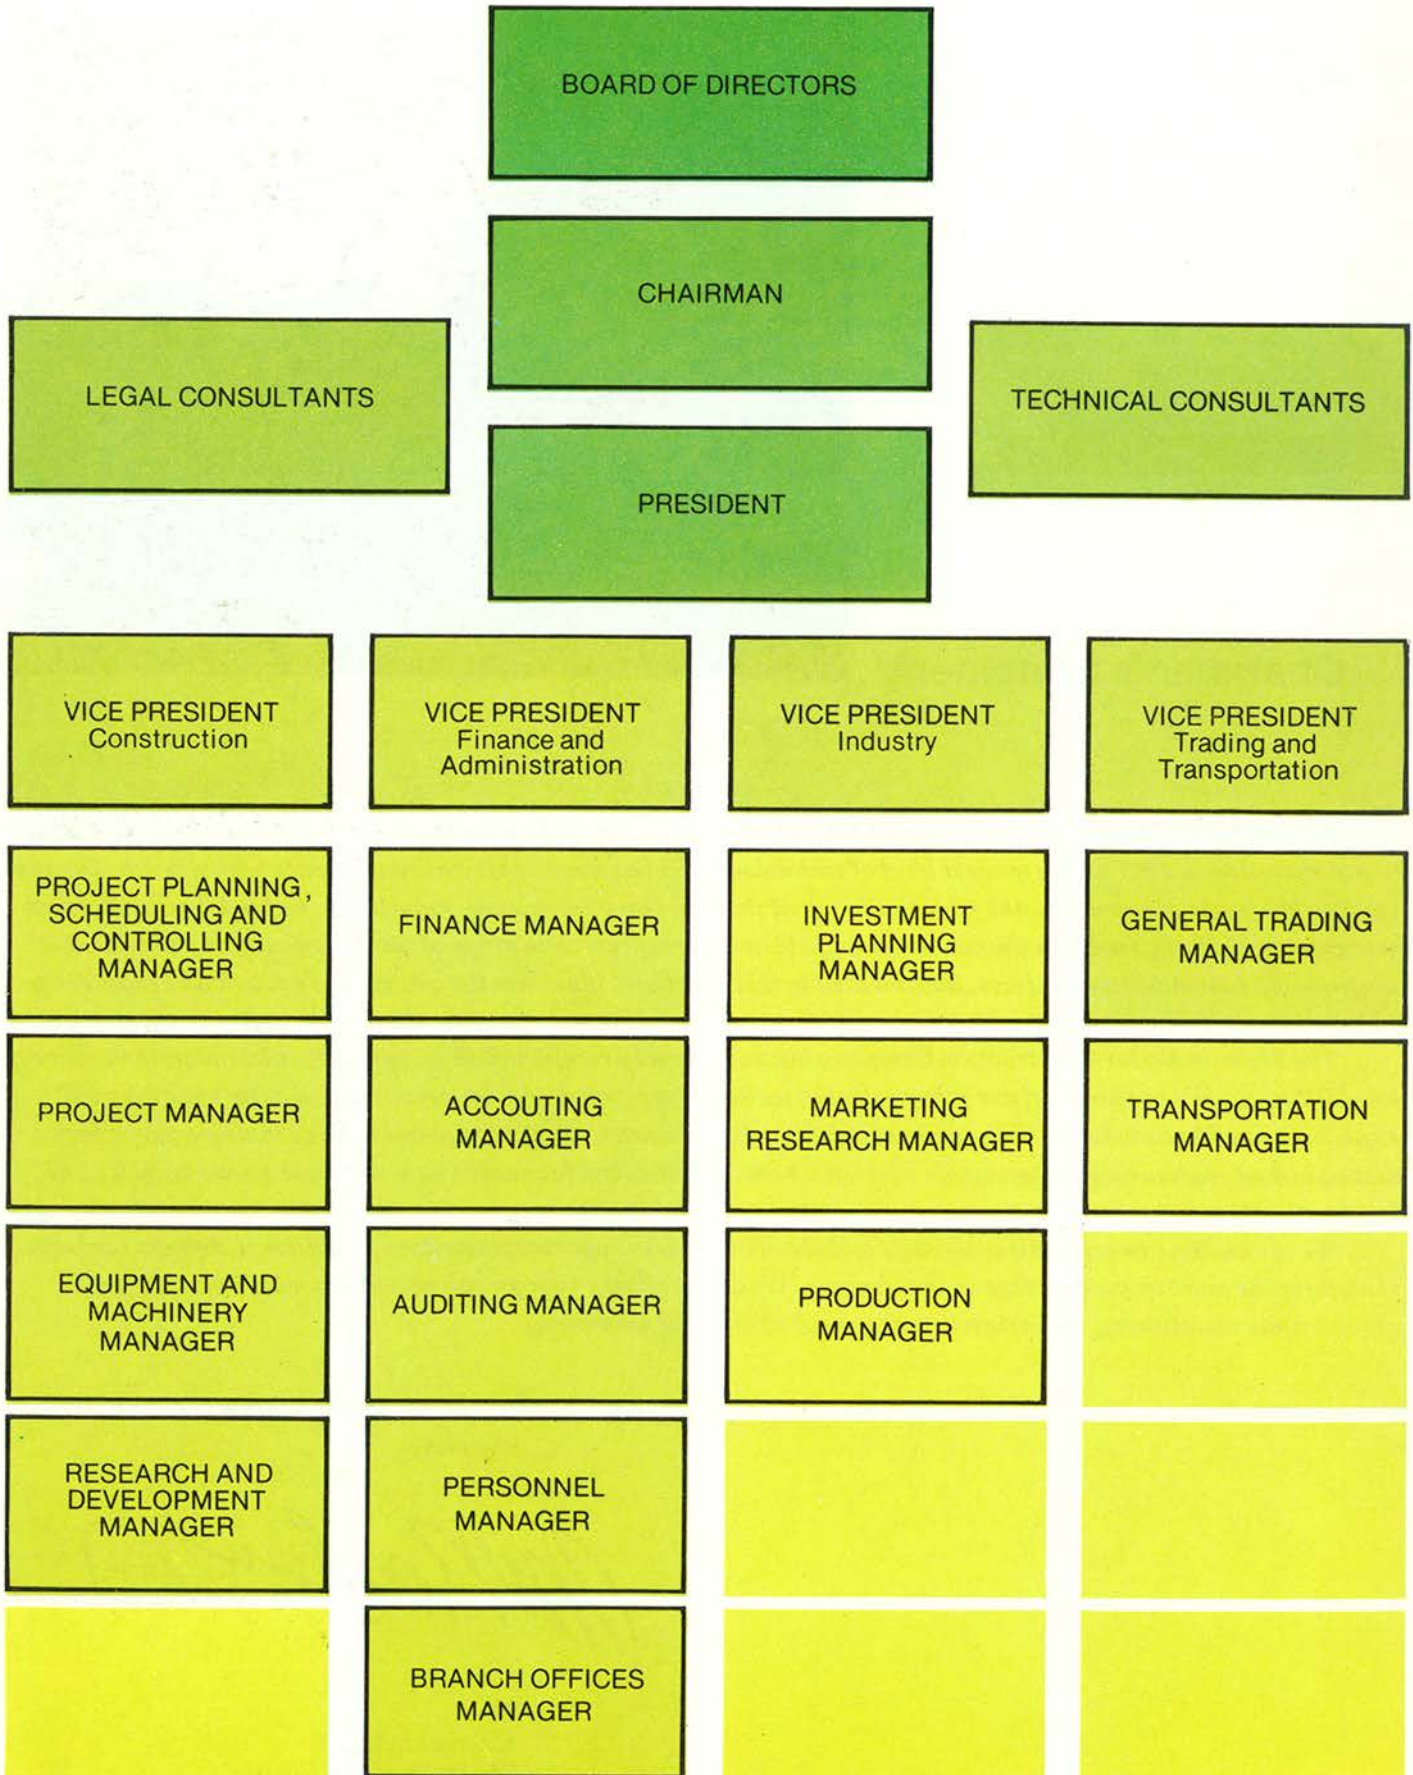 BOARD OF DIRECTORS
CHAIRMAN
LEGAL CONSULTANTS
TECHNICAL CONSULTANTS
PRESIDENT
VICE PRESIDENT
Construction
VICE PRESIDENT
Finance and
Administration
VICE PRESIDENT
Industry
VICE PRESIDENT
Trading and
Transportation
PROJECT PLANNING,
SCHEDULING AND
CONTROLLING
MANAGER
FINANCE MANAGER
INVESTMENT
PLANNING
MANAGER
GENERAL TRADING
MANAGER
PROJECT MANAGER
ACCOUTING
MANAGER
MARKETING
RESEARCH MANAGER
TRANSPORTATION
MANAGER
EQUIPMENT AND
MACHINERY
MANAGER
AUDITING MANAGER
PRODUCTION
MANAGER
RESEARCH AND
DEVELOPMENT
MANAGER
PERSONNEL
MANAGER
BRANCH OFFICES
MANAGER